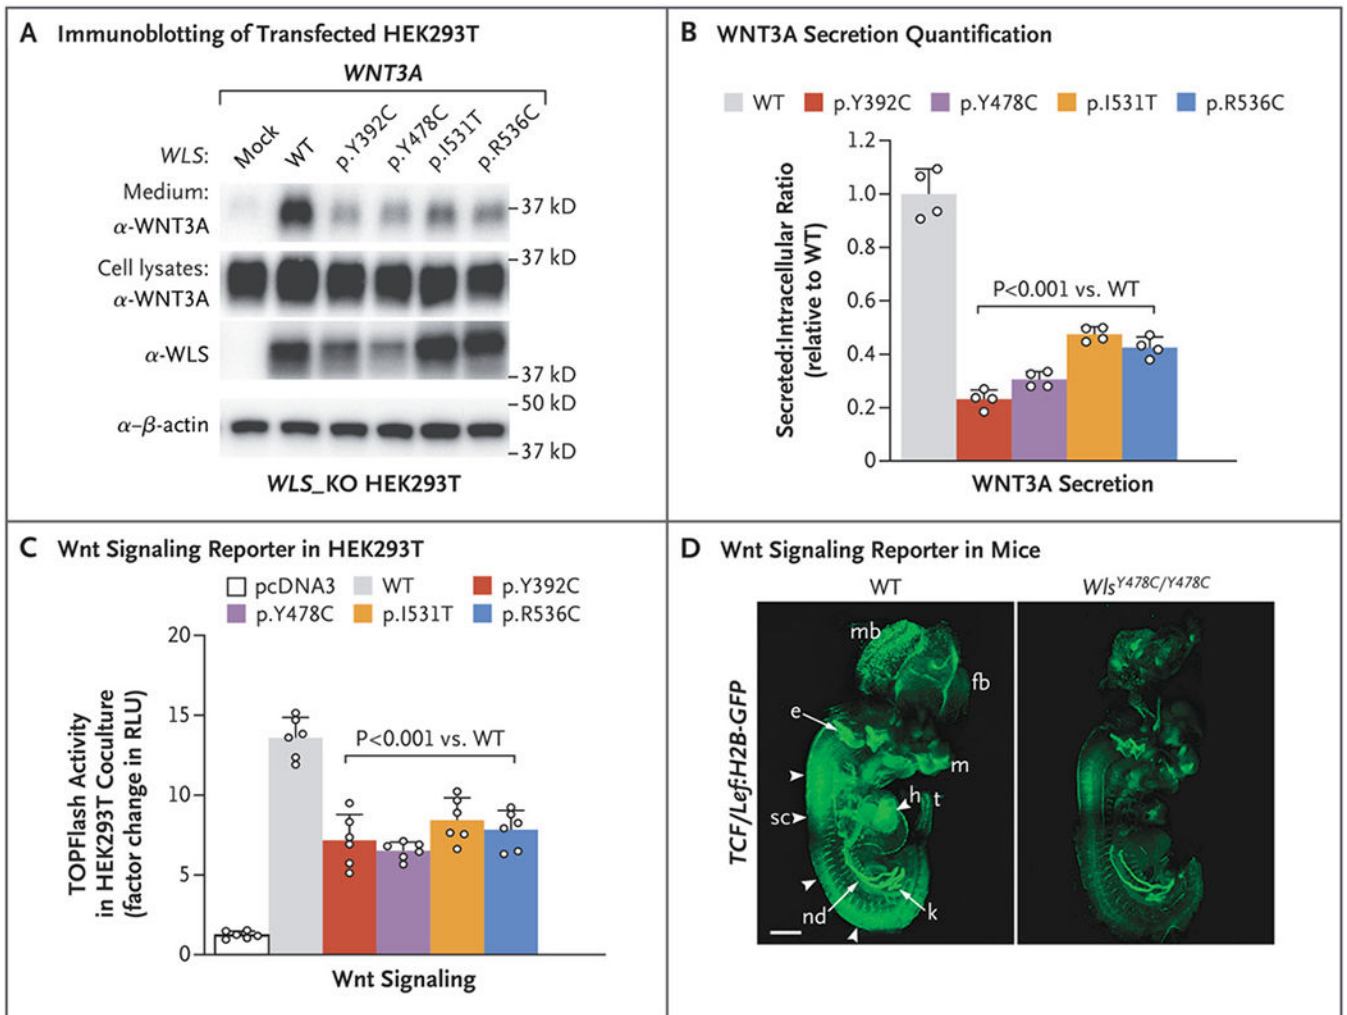 A Immunoblotting of Transfected HEK293T
WNT3A
WLS: Mock WT p.Y392C p.Y478C p.I531T p.R536C
Medium:
α-WNT3A
37 kD
Cell lysates:
α-WNT3A
37 kD
α-WLS
37 kD
50 kD
α–β-actin
37 kD
WLS_KO HEK293T
B WNT3A Secretion Quantification
WT p.Y392C p.Y478C p.I531T p.R536C
Secreted:Intracellular Ratio
(relative to WT)
1.2
1.0
0.8
0.6
0.4
0.2
0
P<0.001 vs. WT
WNT3A Secretion
C Wnt Signaling Reporter in HEK293T
pcDNA3 WT p.Y392C
p.Y478C p.I531T p.R536C
TOPFlash Activity
in HEK293T Coculture
(factor change in RLU)
20
15
10
5
0
P<0.001 vs. WT
Wnt Signaling
D Wnt Signaling Reporter in Mice
WT WlsY478C/Y478C
TCF/Lef:H2B-GFP
mb
fb
e
m
h t
sc
nd k